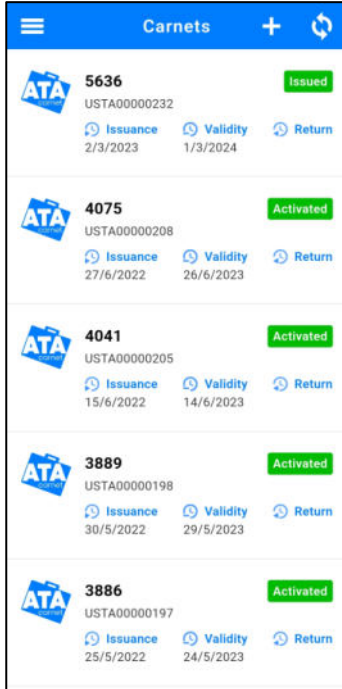 Carnets
ATA carnet
5636 Issued
USTA00000232
Issuance Validity Return
2/3/2023 1/3/2024
ATA carnet
4075 Activated
USTA00000208
Issuance Validity Return
27/6/2022 26/6/2023
ATA carnet
4041 Activated
USTA00000205
Issuance Validity Return
15/6/2022 14/6/2023
ATA carnet
3889 Activated
USTA00000198
Issuance Validity Return
30/5/2022 29/5/2023
ATA carnet
3886 Activated
USTA00000197
Issuance Validity Return
25/5/2022 24/5/2023